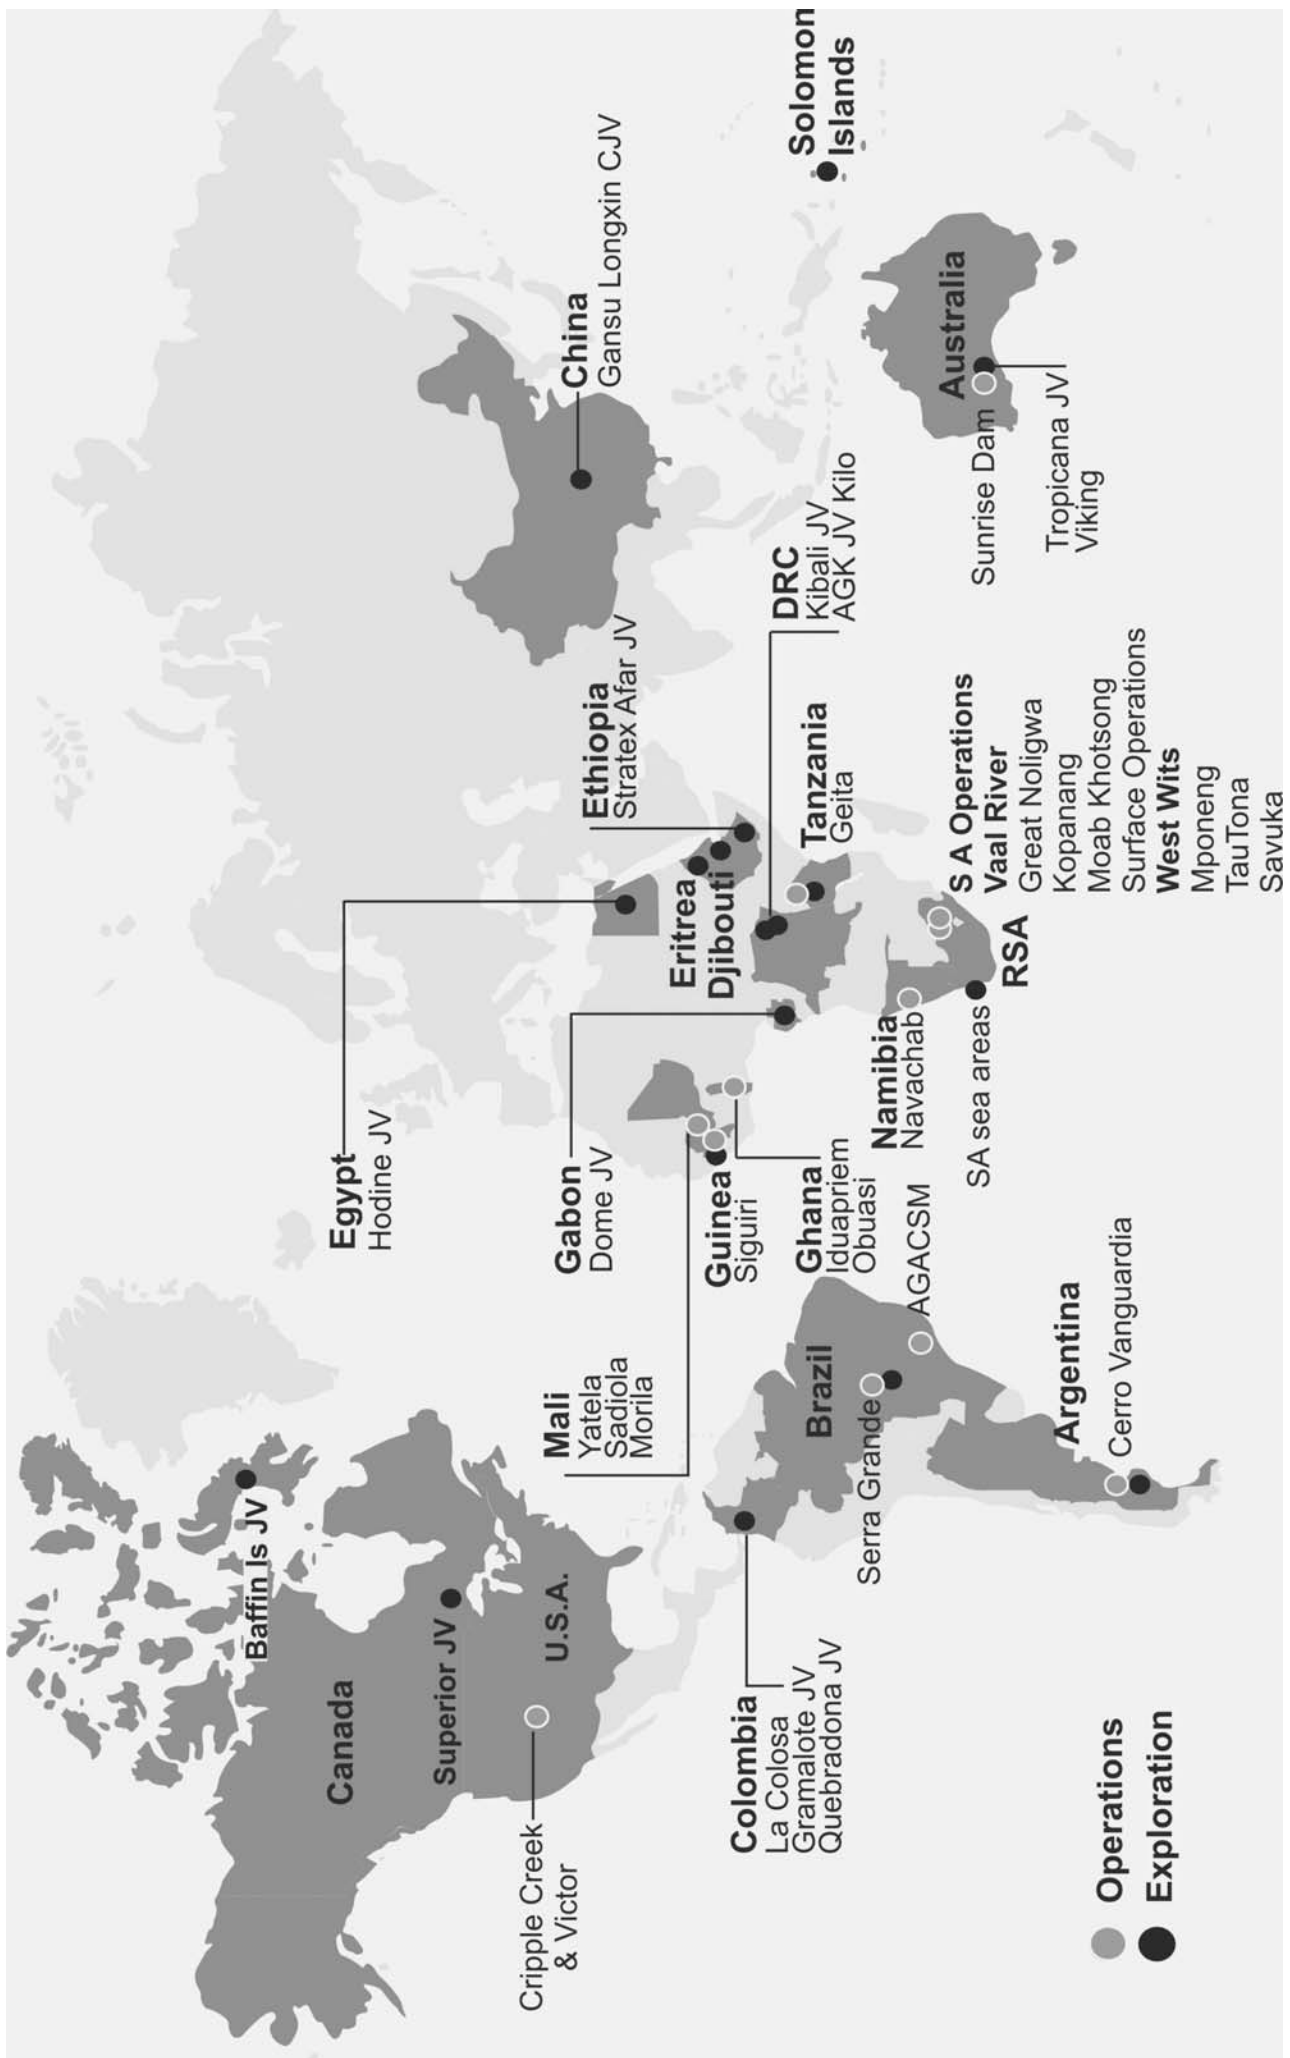 Canada
Baffin Is JV
Superior JV
U.S.A.
Cripple Creek
& Victor
Colombia
La Colosa
Gramalote JV
Quebradona JV
Brazil
Serra Grande
AGACSM
Argentina
Cerro Vanguardia
Mali
Yatela
Sadiola
Morila
Egypt
Hodine JV
Gabon
Dome JV
Guinea
Siguiri
Ghana
Iduapriem
Obuasi
Namibia
Navachab
SA sea areas
Eritrea
Djibouti
Ethiopia
Stratex Afar JV
DRC
Kibali JV
AGK JV Kilo
Tanzania
Geita
RSA
S A Operations
Vaal River
Great Noligwa
Kopanang
Moab Khotsong
Surface Operations
West Wits
Mponeng
TauTona
Savuka
China
Gansu Longxin CJV
Australia
Sunrise Dam
Tropicana JV
Viking
Solomon
Islands
Operations
Exploration